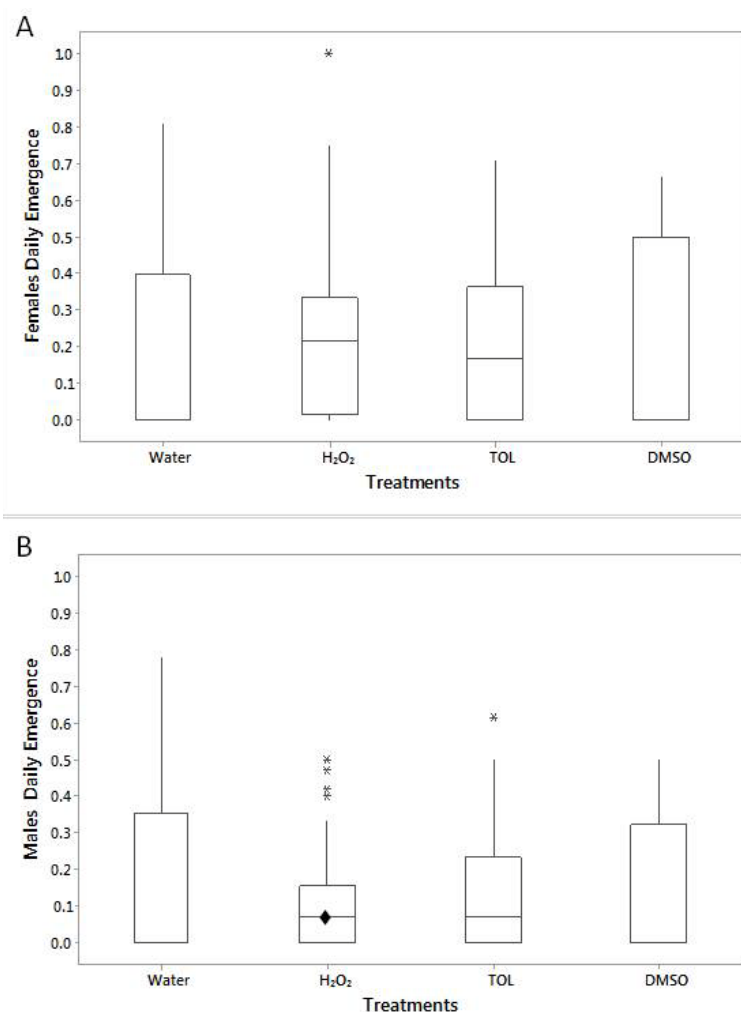 A
Females Daily Emergence
1.0
0.9
0.8
0.7
0.6
0.5
0.4
0.3
0.2
0.1
0.0
Water H₂O₂ TOL DMSO
Treatments
B
Males Daily Emergence
1.0
0.9
0.8
0.7
0.6
0.5
0.4
0.3
0.2
0.1
0.0
Water H₂O₂ TOL DMSO
Treatments